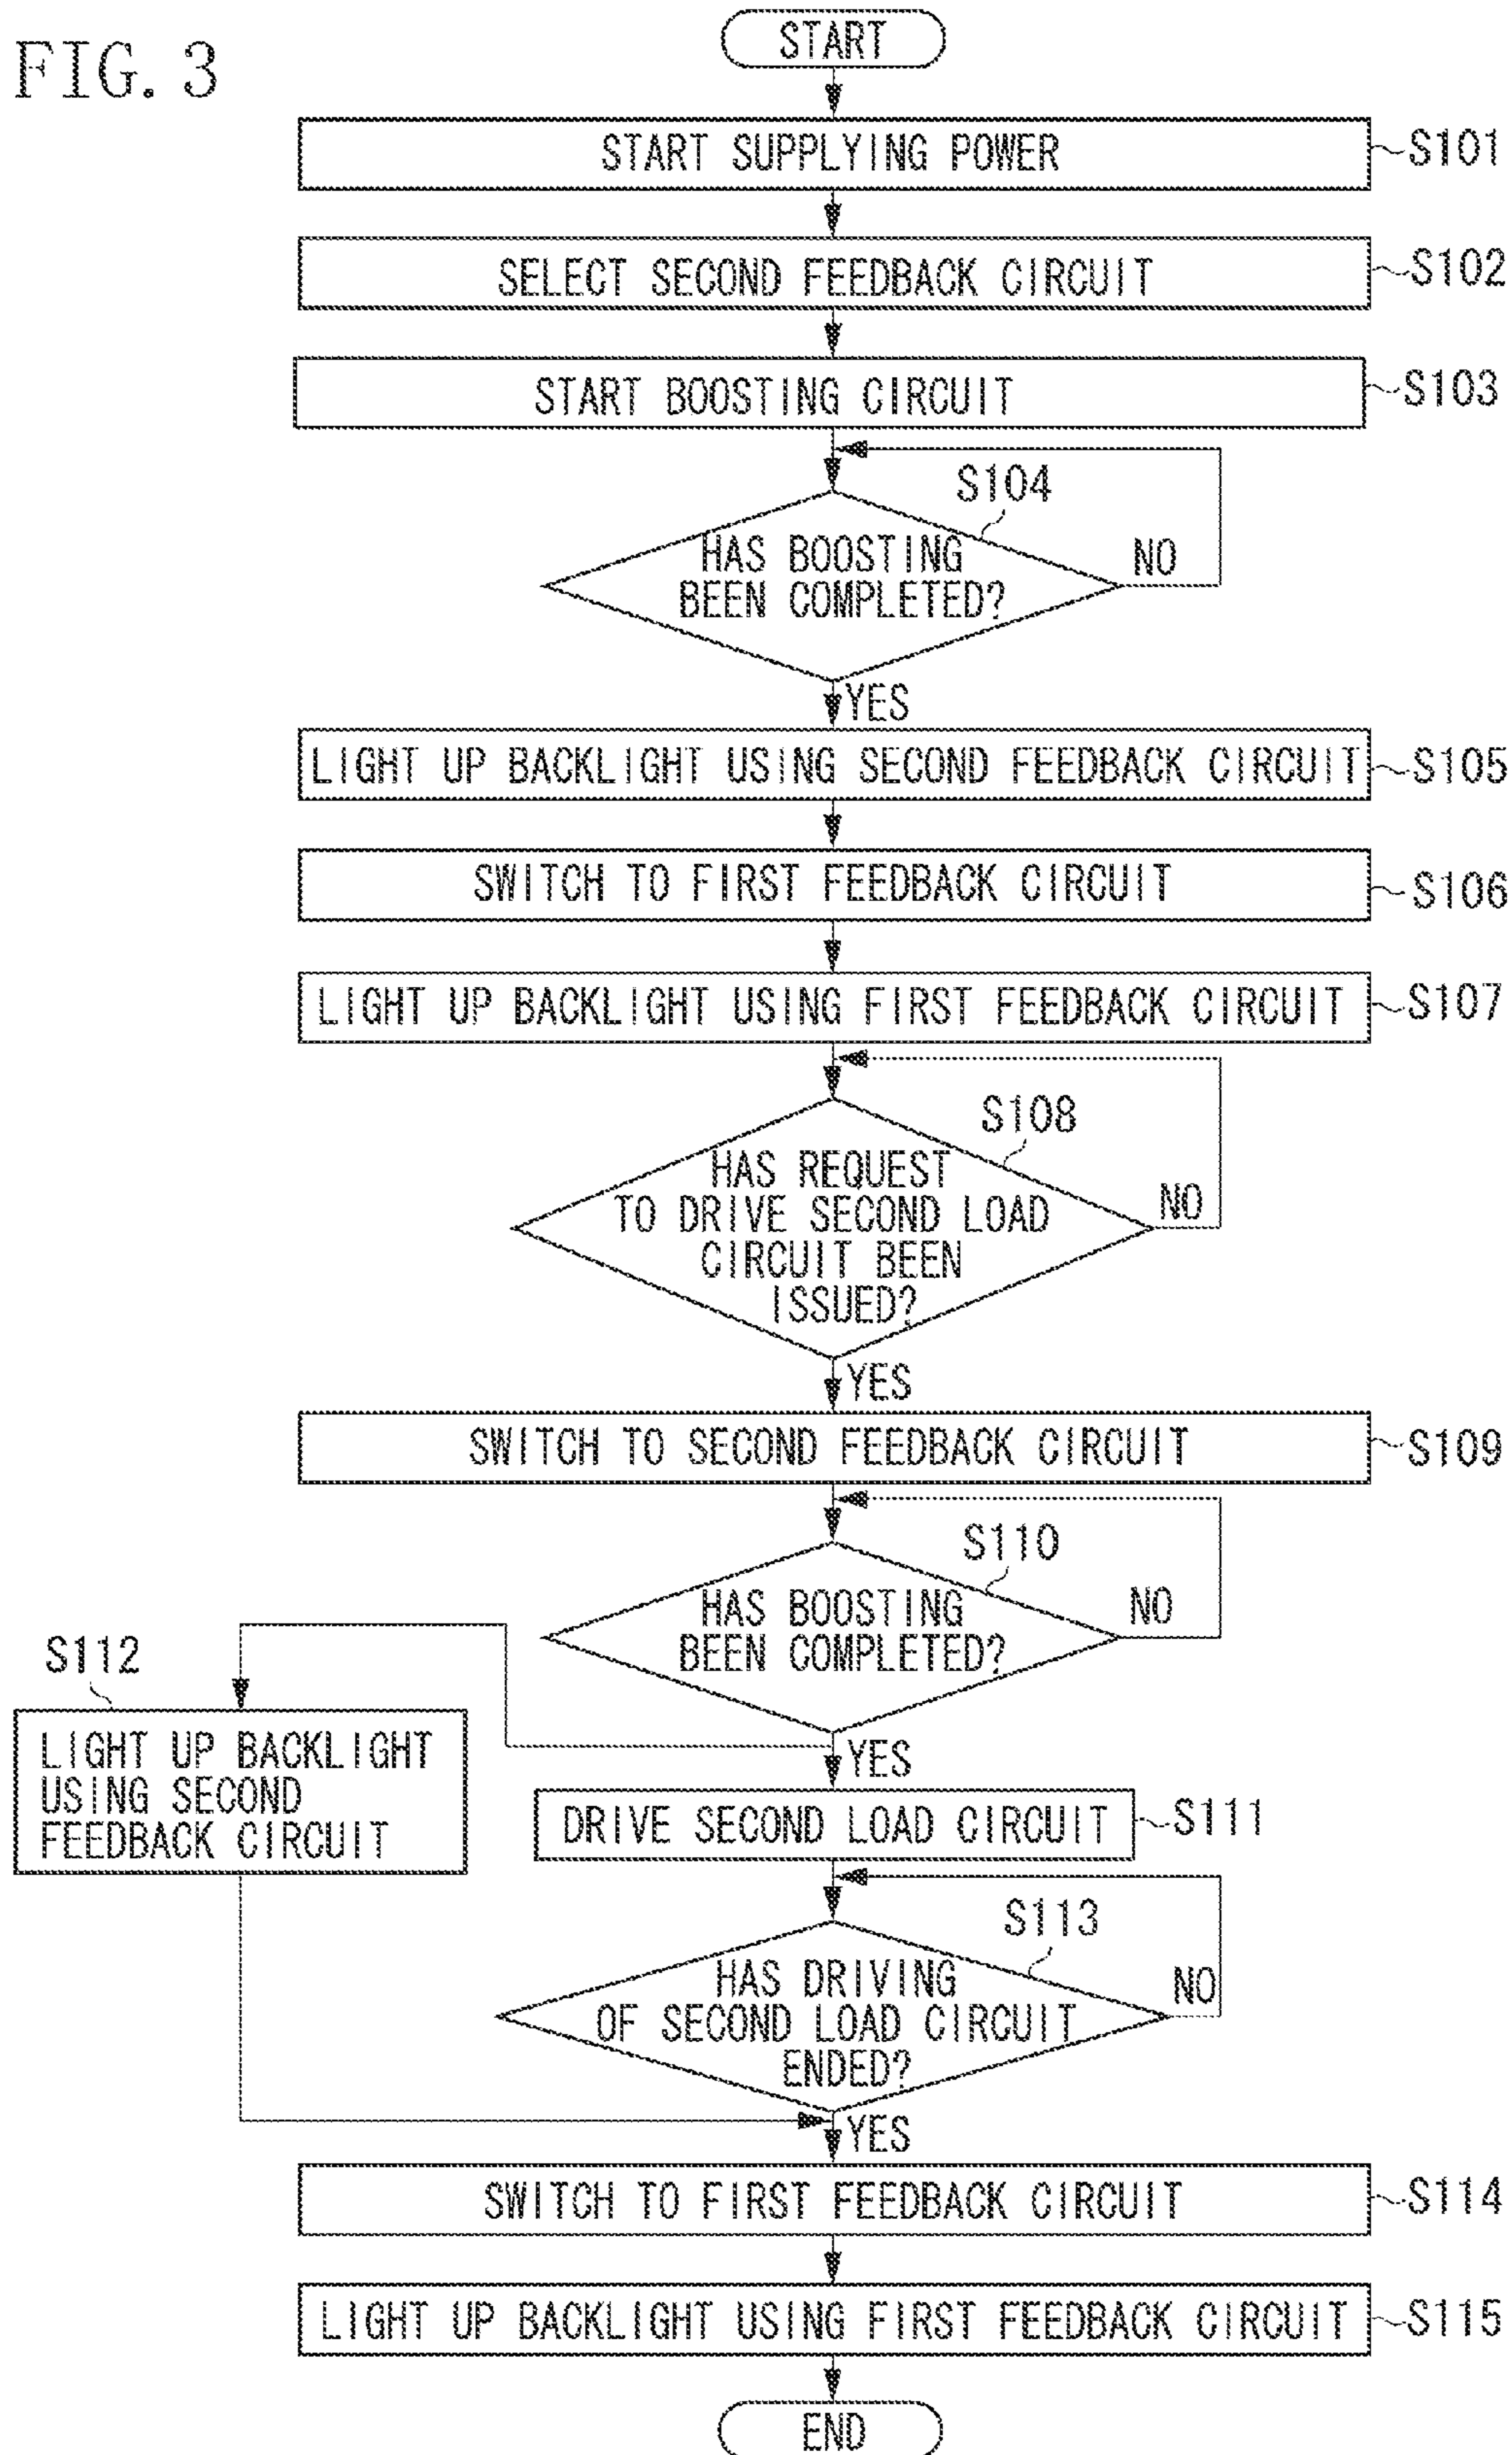 FIG. 3
START
START SUPPLYING POWER
S101
SELECT SECOND FEEDBACK CIRCUIT
S102
START BOOSTING CIRCUIT
S103
S104
HAS BOOSTING
BEEN COMPLETED?
NO
YES
LIGHT UP BACKLIGHT USING SECOND FEEDBACK CIRCUIT
S105
SWITCH TO FIRST FEEDBACK CIRCUIT
S106
LIGHT UP BACKLIGHT USING FIRST FEEDBACK CIRCUIT
S107
S108
HAS REQUEST
TO DRIVE SECOND LOAD
CIRCUIT BEEN
ISSUED?
NO
YES
SWITCH TO SECOND FEEDBACK CIRCUIT
S109
S110
HAS BOOSTING
BEEN COMPLETED?
NO
YES
S112
LIGHT UP BACKLIGHT
USING SECOND
FEEDBACK CIRCUIT
DRIVE SECOND LOAD CIRCUIT
S111
S113
HAS DRIVING
OF SECOND LOAD CIRCUIT
ENDED?
NO
YES
SWITCH TO FIRST FEEDBACK CIRCUIT
S114
LIGHT UP BACKLIGHT USING FIRST FEEDBACK CIRCUIT
S115
END